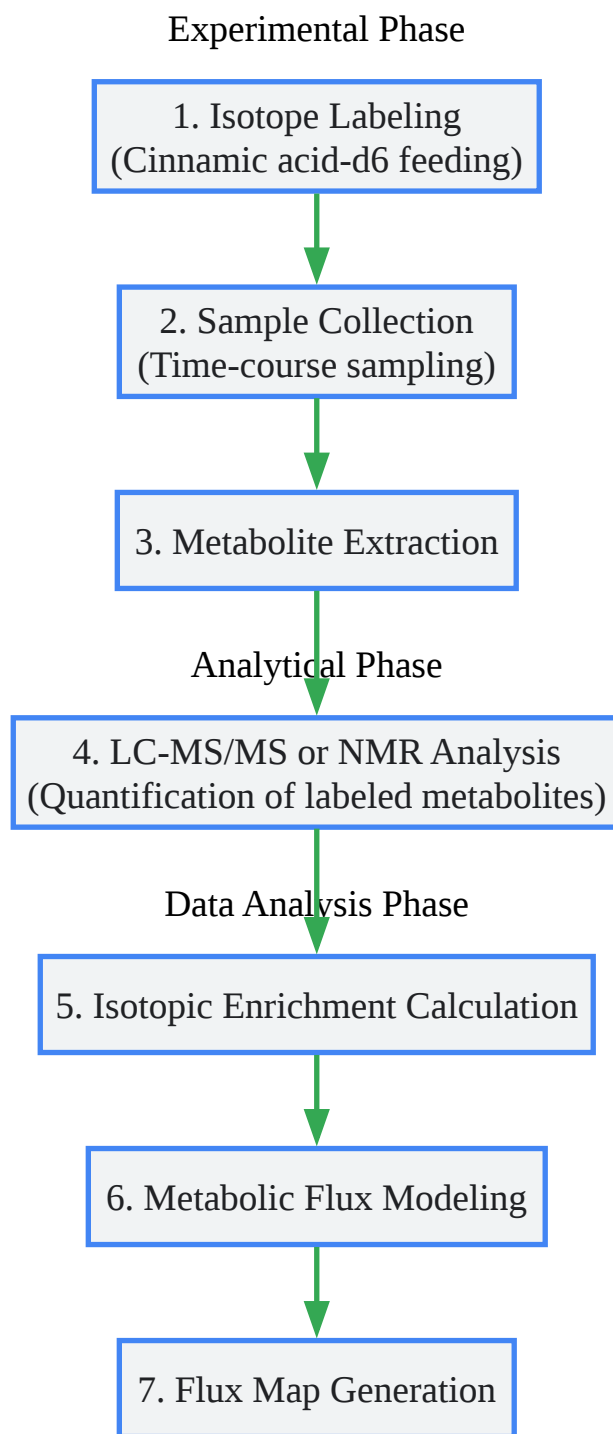 Experimental Phase
1. Isotope Labeling
(Cinnamic acid-d6 feeding)
2. Sample Collection
(Time-course sampling)
3. Metabolite Extraction
Analytical Phase
4. LC-MS/MS or NMR Analysis
(Quantification of labeled metabolites)
Data Analysis Phase
5. Isotopic Enrichment Calculation
6. Metabolic Flux Modeling
7. Flux Map Generation